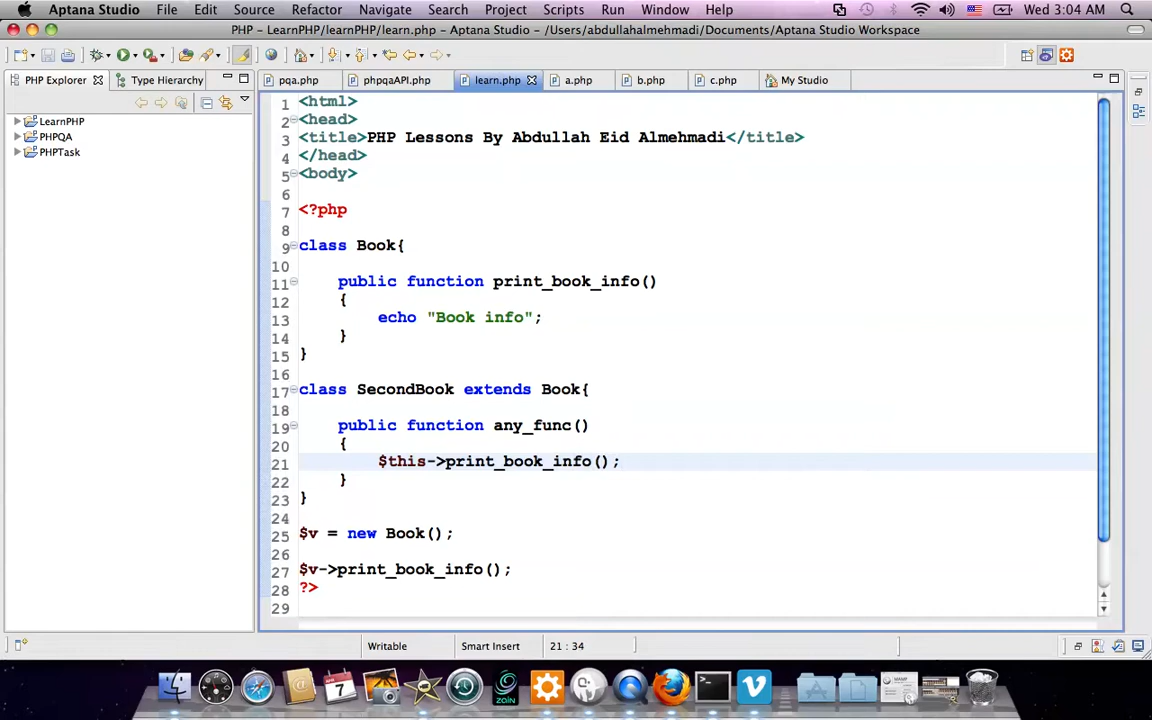 Aptana Studio File Edit Source Refactor Navigate Search Project Scripts Run Window Help Wed 3:04 AM
PHP - LearnPHP/learnPHP/learn.php - Aptana Studio - /Users/abdullahalmehmadi/Documents/Aptana Studio Workspace
PHP Explorer Type Hierarchy pqa.php phpqaAPI.php learn.php a.php b.php c.php My Studio
LearnPHP
PHPQA
PHPTask
1 <html>
2 <head>
3 <title>PHP Lessons By Abdullah Eid Almehmadi</title>
4 </head>
5 <body>
6
7 <?php
8
9 class Book{
10
11 public function print_book_info()
12 {
13 echo "Book info";
14 }
15 }
16
17 class SecondBook extends Book{
18
19 public function any_func()
20 {
21 $this->print_book_info();
22 }
23 }
24
25 $v = new Book();
26
27 $v->print_book_info();
28 ?>
29
Writable Smart Insert 21 : 34
zain